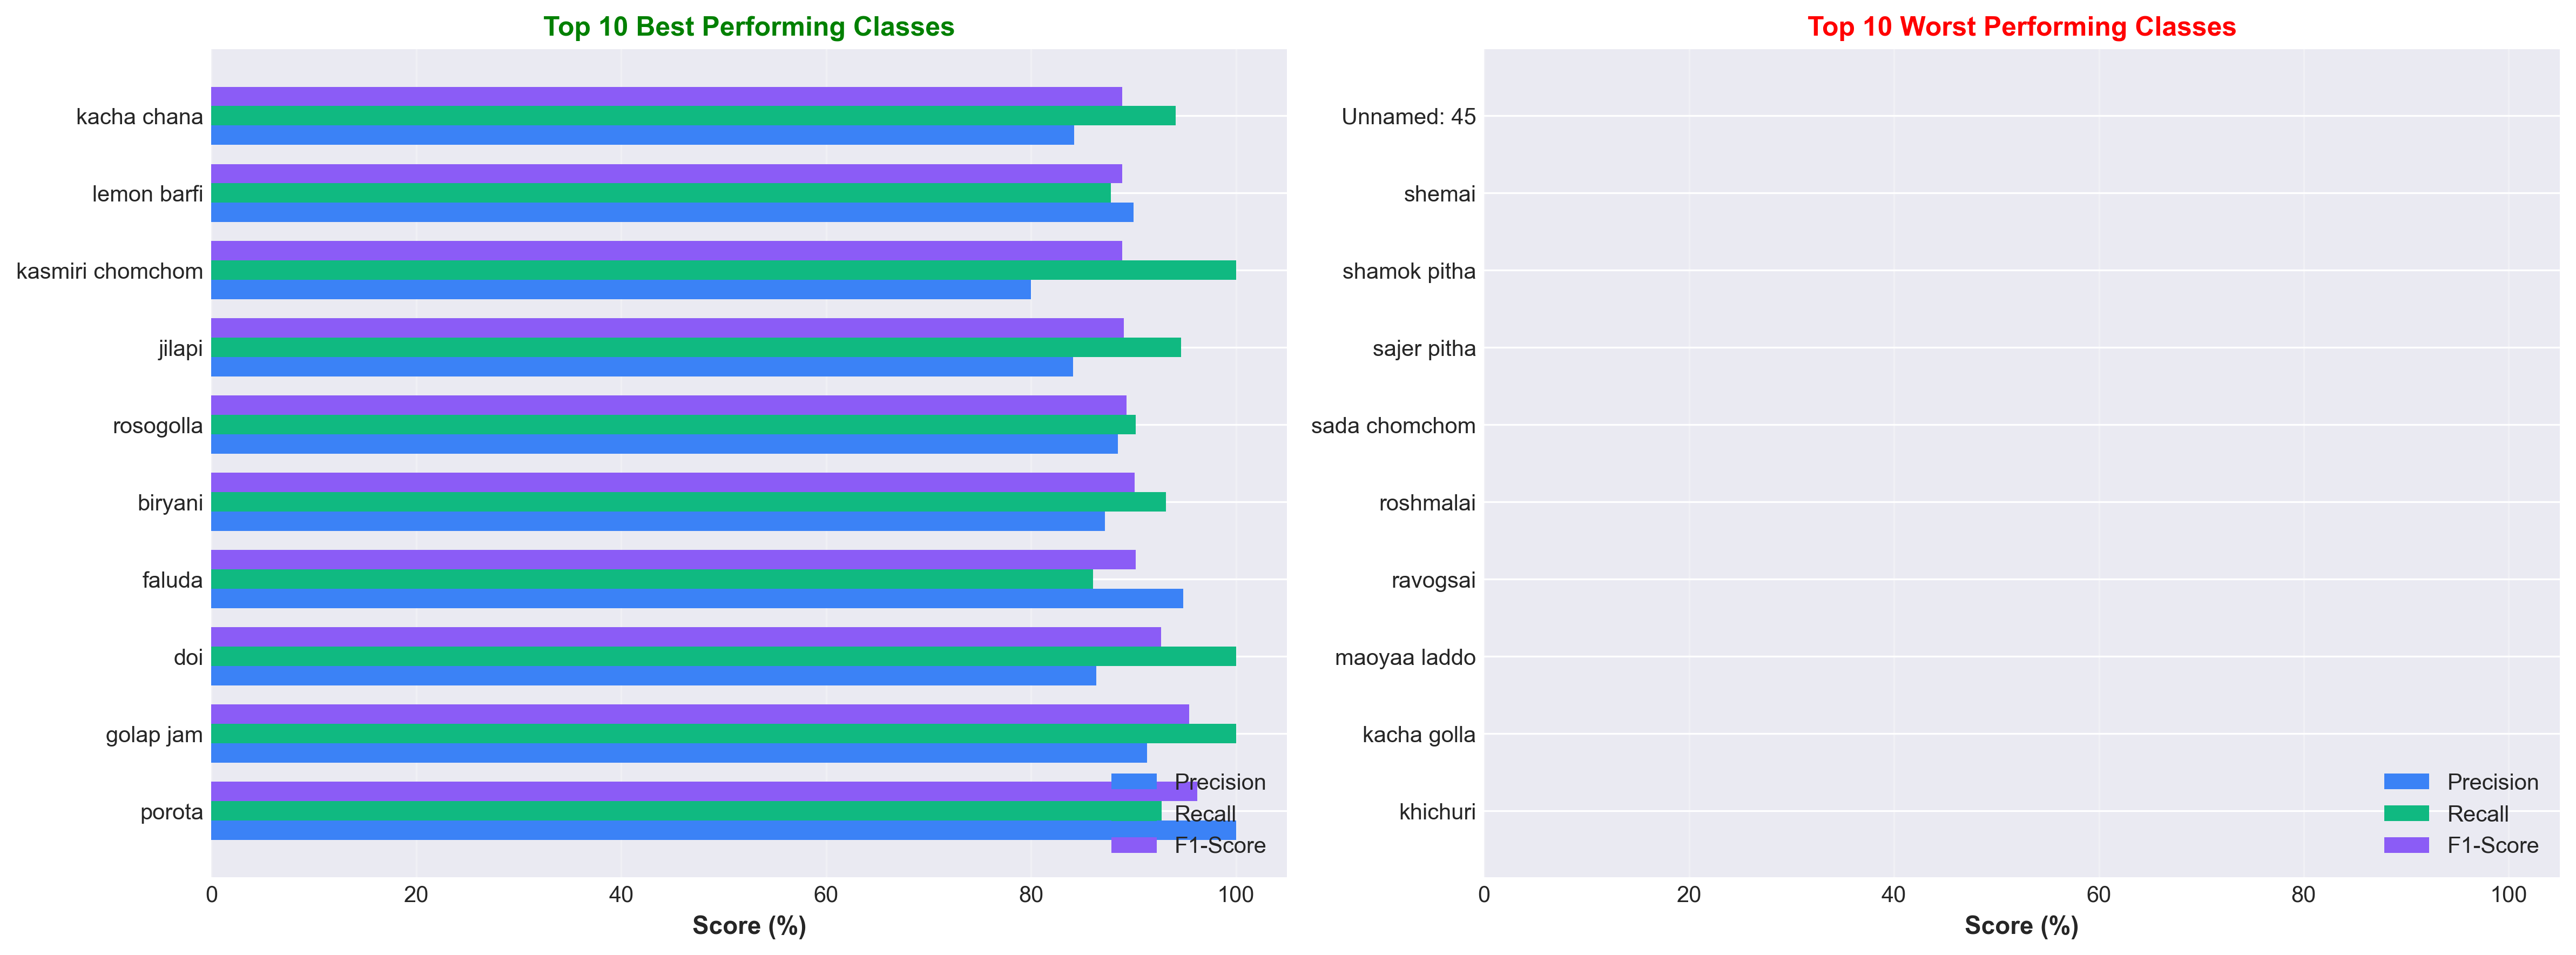 Top 10 Best Performing Classes
kacha chana
lemon barfi
kasmiri chomchom
jilapi
rosogolla
biryani
faluda
doi
golap jam
porota
Precision
Recall
F1-Score
0 20 40 60 80 100
Score (%)
Top 10 Worst Performing Classes
Unnamed: 45
shemai
shamok pitha
sajer pitha
sada chomchom
roshmalai
ravogsai
maoyaa laddo
kacha golla
khichuri
Precision
Recall
F1-Score
0 20 40 60 80 100
Score (%)